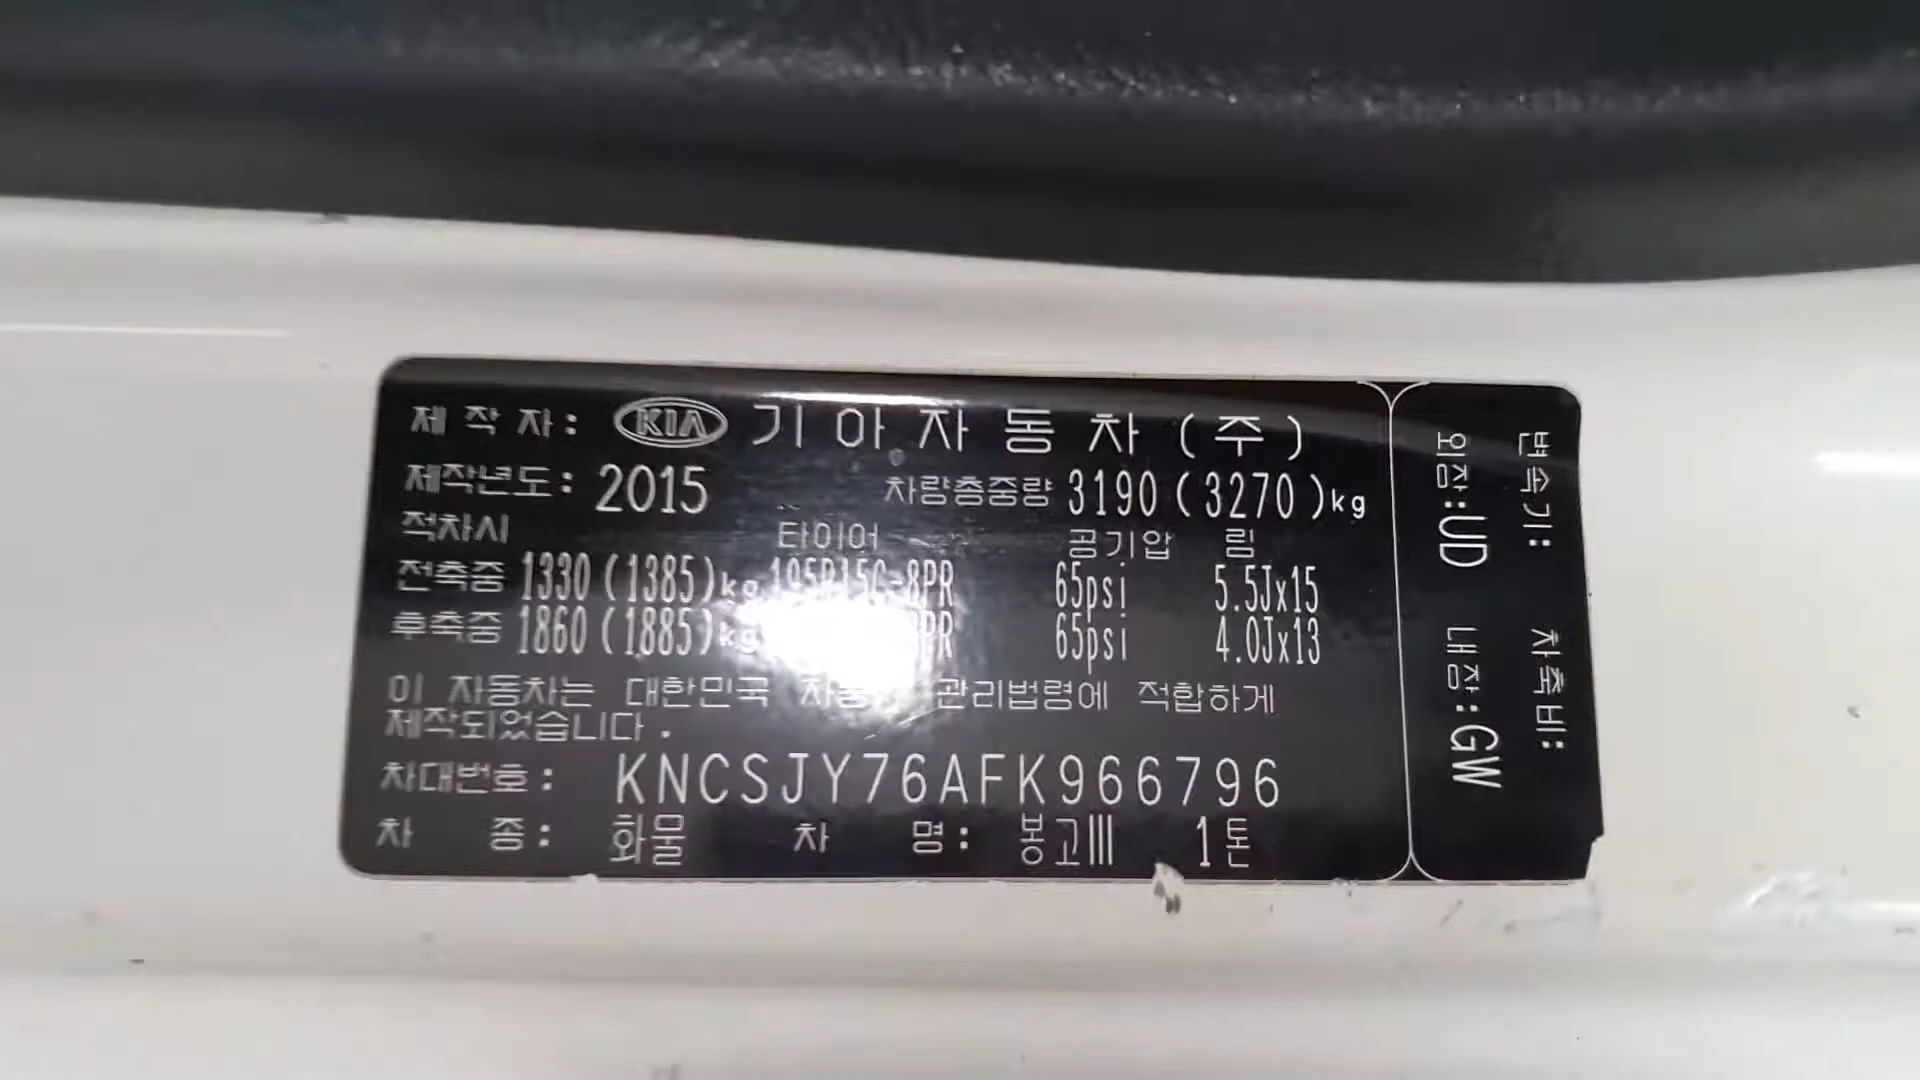 제 작 자: KIA 기 아 자 동 차 (주)
제작년도: 2015 차량총중량 3190 (3270)kg
적차시 타이어 공기압 림
전축중 1330 (1385)kg 195R15C-8PR 65psi 5.5Jx15
후축중 1860 (1885)kg 65psi 4.0Jx13
이 자동차는 대한민국 관리법령에 적합하게
제작되었습니다.
차대번호: KNCSJY76AFK966796
차 종: 화물 차 명: 봉고III 1톤
변속기: 차축비:
외장:UD 내장:GW